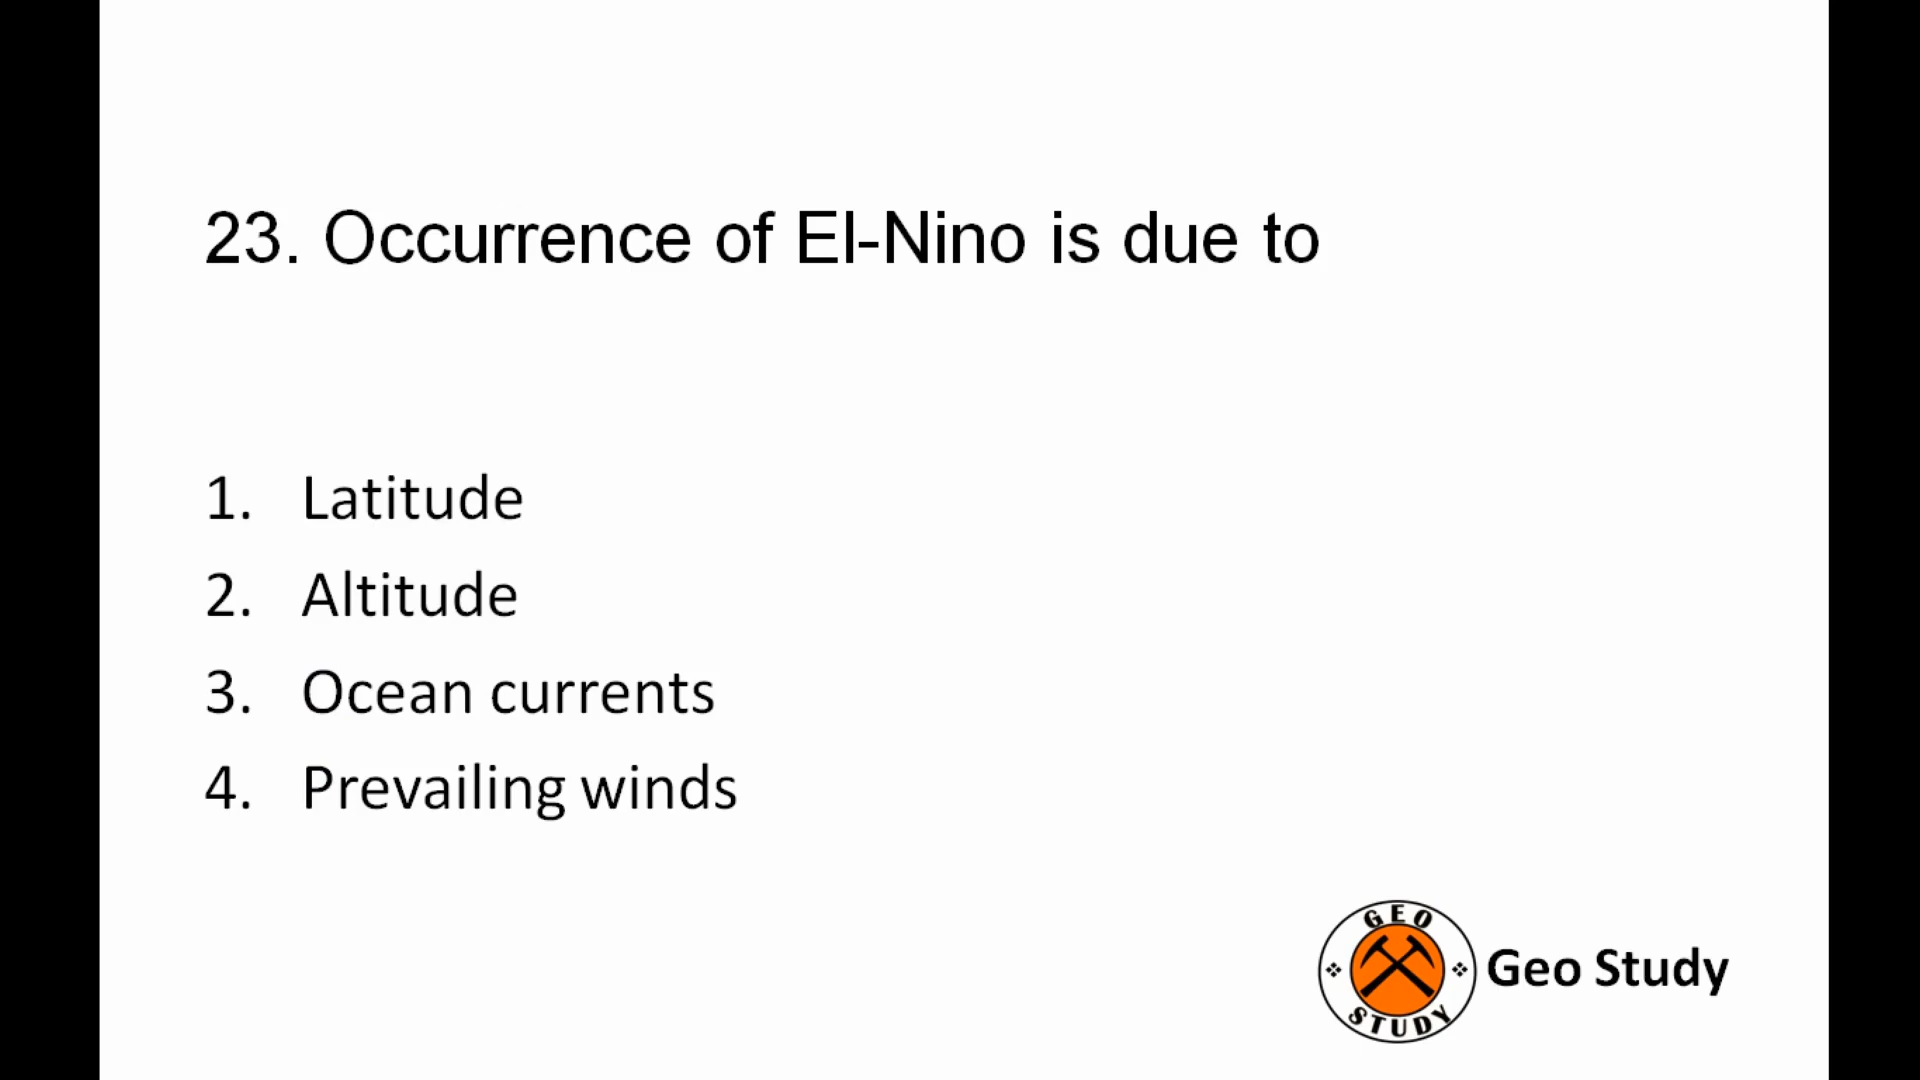 23. Occurrence of El-Nino is due to
1. Latitude
2. Altitude
3. Ocean currents
4. Prevailing winds
GEO
STUDY
Geo Study